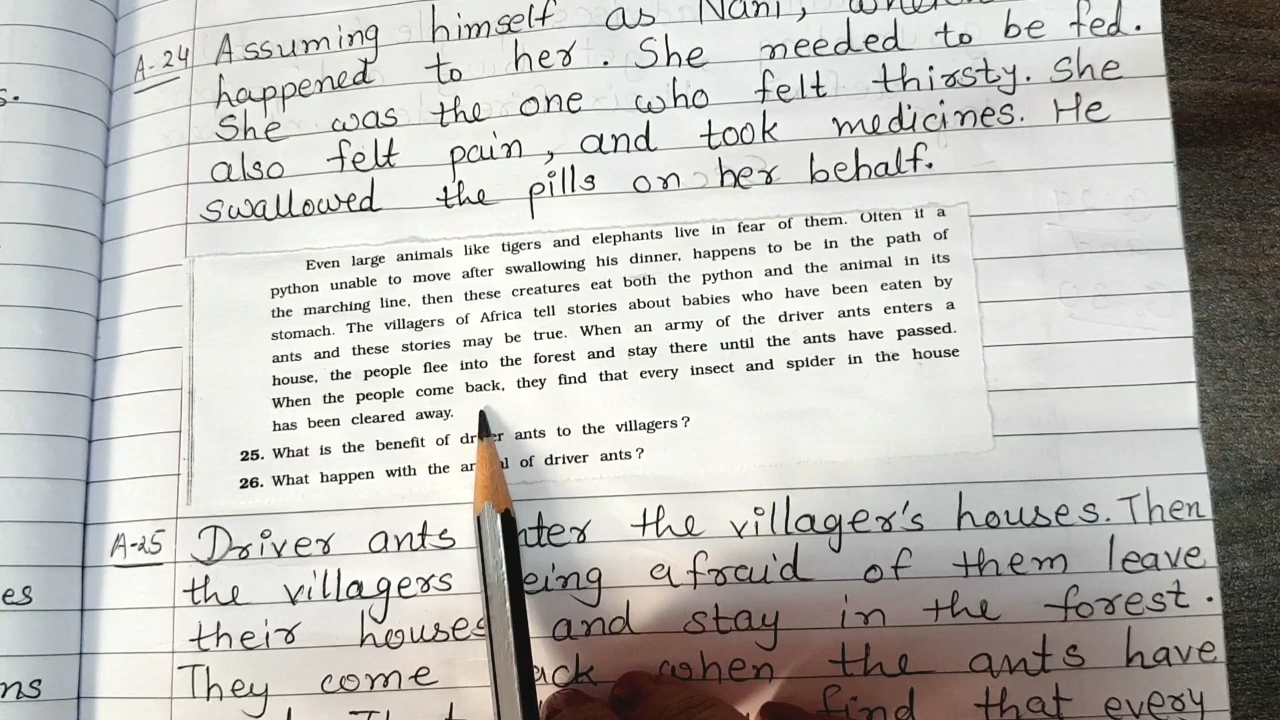 s.
A-24 Assuming himself as Nani,
happened to her. She needed to be fed.
She was the one who felt thirsty. She
also felt pain, and took medicines. He
swallowed the pills on her behalf.
Even large animals like tigers and elephants live in fear of them. Often if a
python unable to move after swallowing his dinner, happens to be in the path of
the marching line, then these creatures eat both the python and the animal in its
stomach. The villagers of Africa tell stories about babies who have been eaten by
ants and these stories may be true. When an army of the driver ants enters a
house, the people flee into the forest and stay there until the ants have passed.
When the people come back, they find that every insect and spider in the house
has been cleared away.
25. What is the benefit of driver ants to the villagers?
26. What happen with the of driver ants?
A-25 Driver ants the villager's houses. Then
the villagers afraid of them leave
es
their houses and stay in the forest.
They come when the ants have
ns
find that every